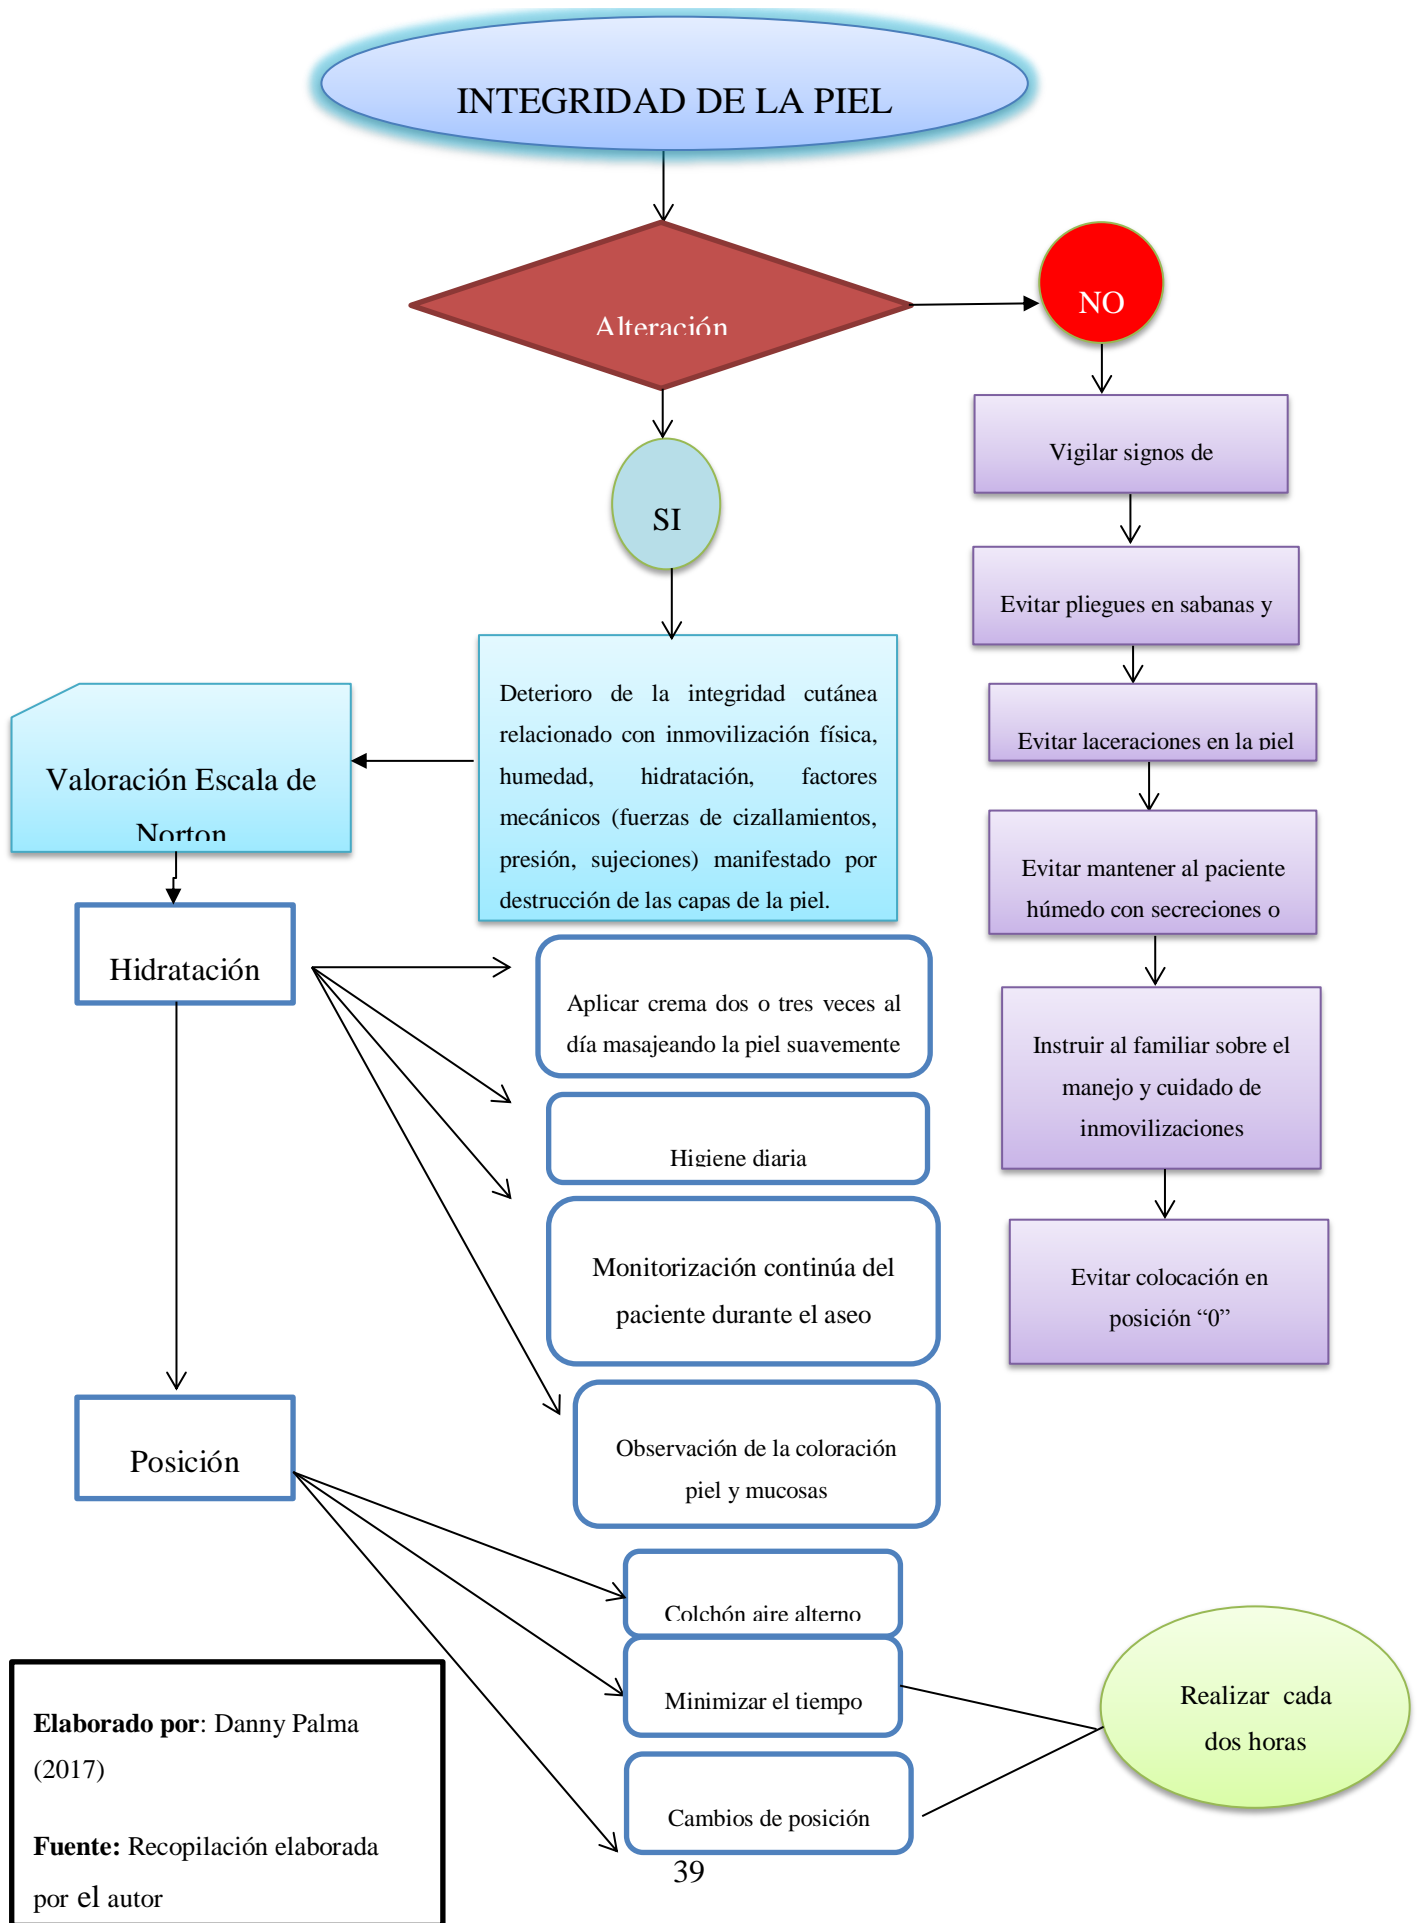 INTEGRIDAD DE LA PIEL
Alteración
NO
SI
Vigilar signos de
Evitar pliegues en sabanas y
Evitar laceraciones en la piel
Evitar mantener al paciente
húmedo con secreciones o
Instruir al familiar sobre el
manejo y cuidado de
inmovilizaciones
Evitar colocación en
posición “0”
Deterioro de la integridad cutánea
relacionado con inmovilización física,
humedad, hidratación, factores
mecánicos (fuerzas de cizallamientos,
presión, sujeciones) manifestado por
destrucción de las capas de la piel.
Valoración Escala de
Norton
Hidratación
Aplicar crema dos o tres veces al
día masajeando la piel suavemente
Higiene diaria
Monitorización continúa del
paciente durante el aseo
Observación de la coloración
piel y mucosas
Posición
Colchón aire alterno
Minimizar el tiempo
Cambios de posición
Realizar cada
dos horas
Elaborado por: Danny Palma
(2017)
Fuente: Recopilación elaborada
por el autor
39